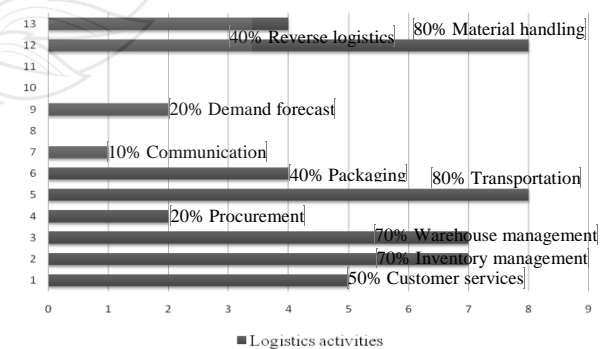 13
80% Material handling
40% Reverse logistics
12
11
10
9
20% Demand forecast
8
7
10% Communication
6
40% Packaging
80% Transportation
5
4
20% Procurement
3
70% Warehouse management
2
70% Inventory management
1
50% Customer services
0 1 2 3 4 5 6 7 8 9
Logistics activities